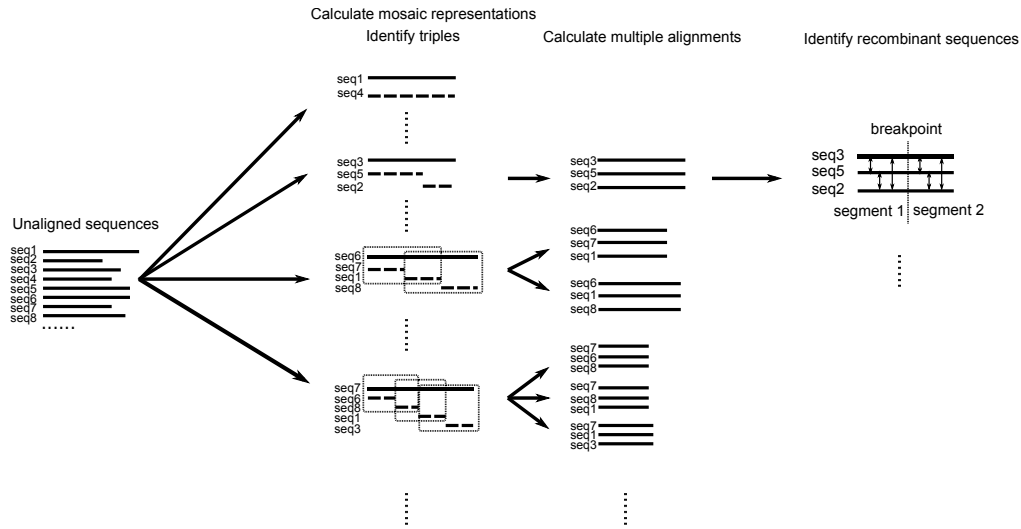 Calculate mosaic representations
Identify triples
Calculate multiple alignments
Identify recombinant sequences
Unaligned sequences
seq1
seq2
seq3
seq4
seq5
seq6
seq7
seq8
seq1
seq4
seq3
seq5
seq2
seq6
seq7
seq1
seq8
seq7
seq6
seq8
seq1
seq3
seq3
seq5
seq2
seq6
seq7
seq1
seq6
seq1
seq8
seq7
seq6
seq8
seq7
seq8
seq1
seq7
seq1
seq3
breakpoint
seq3
seq5
seq2
segment 1
segment 2